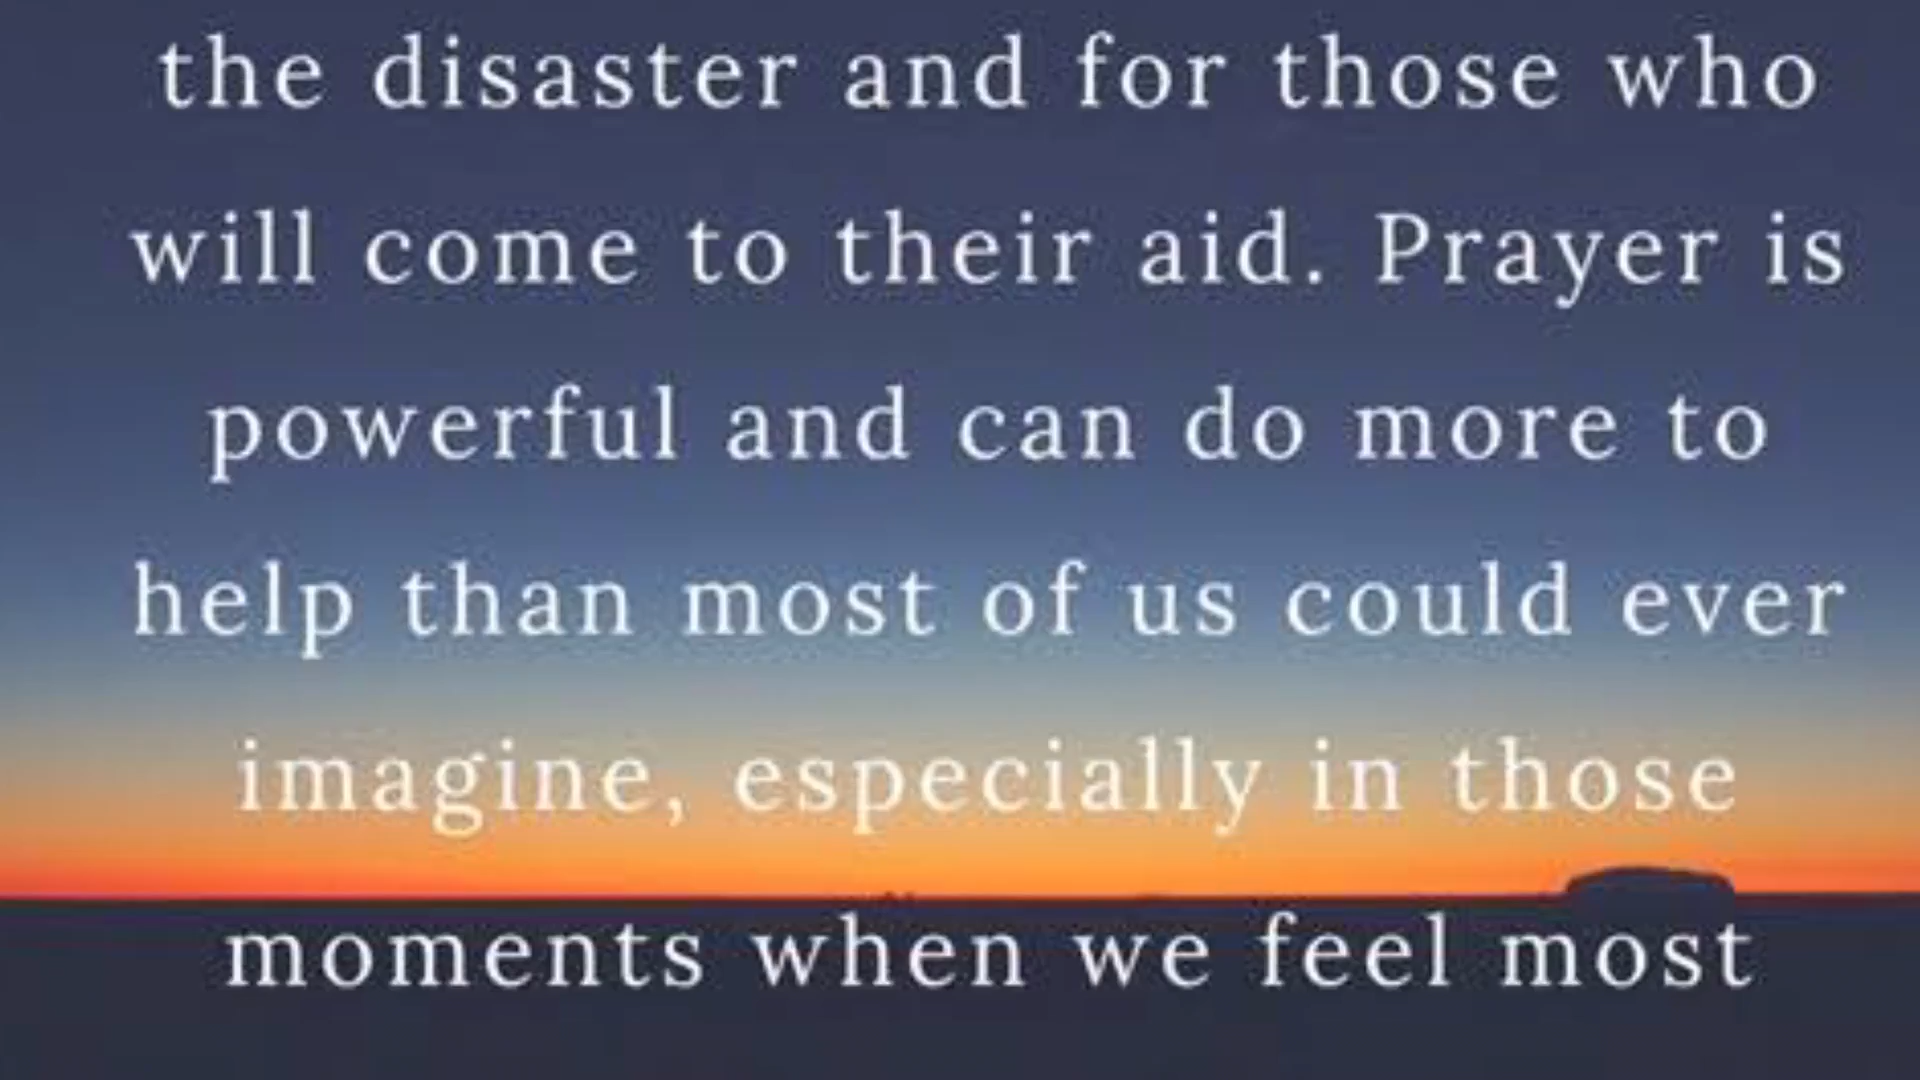 the disaster and for those who
will come to their aid. Prayer is
powerful and can do more to
help than most of us could ever
imagine, especially in those
moments when we feel most